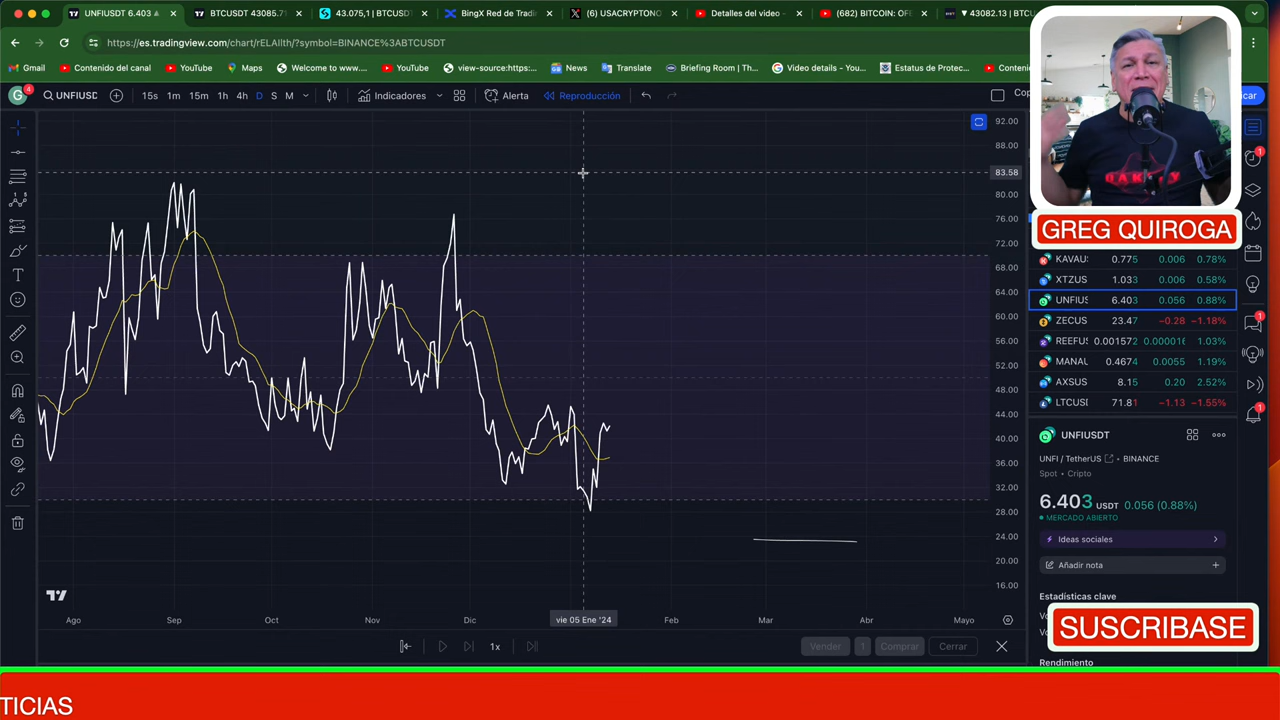 UNFIUSDT 6.403
BTCUSDT 43085.7
43.075,1 | BTCUSDT
BingX Red de Tradin
(6) USACRYPTONO
Detalles del video -
(682) BITCOIN: OFE
▼ 43082.13
https://es.tradingview.com/chart/rELAIlth/?symbol=BINANCE%3ABTCUSDT
Gmail
Contenido del canal
YouTube
Maps
Welcome to www....
YouTube
view-source:https:...
News
Translate
Briefing Room | Th...
Video details - You...
Estatus de Protec...
G
4
UNFIUSD
15s
1m
15m
1h
4h
D
S
M
Indicadores
Alerta
Reproducción
92.00
88.00
83.58
80.00
76.00
72.00
68.00
64.00
60.00
56.00
52.00
48.00
44.00
40.00
36.00
32.00
28.00
24.00
20.00
16.00
OAKLEY
GREG QUIROGA
KAVAU: 0.775 0.006 0.78%
XTZUS 1.033 0.006 0.58%
UNFIUS 6.403 0.056 0.88%
ZECUS 23.47 −0.28 −1.18%
REEFU: 0.001572 0.000016 1.03%
MANAU 0.4674 0.0055 1.19%
AXSUS 8.15 0.20 2.52%
LTCUSD 71.81 −1.13 −1.55%
UNFIUSDT
UNFI / TetherUS • BINANCE
Spot • Cripto
6.403 USDT 0.056 (0.88%)
MERCADO ABIERTO
Ideas sociales
Añadir nota
Estadísticas clave
SUSCRIBASE
Rendimiento
Ago
Sep
Oct
Nov
Dic
vie 05 Ene '24
Feb
Mar
Abr
Mayo
1x
Vender
1
Comprar
Cerrar
TICIAS